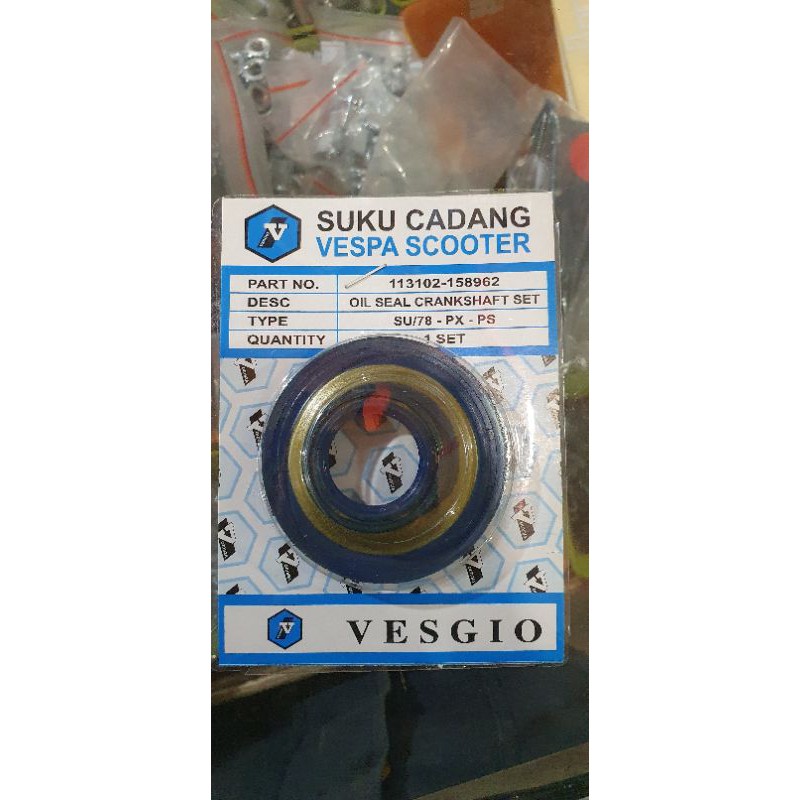 SUKU CADANG
VESPA SCOOTER
PART NO. 113102-158962
DESC OIL SEAL CRANKSHAFT SET
TYPE SU/78 - PX - PS
QUANTITY 1 SET
VESGIO